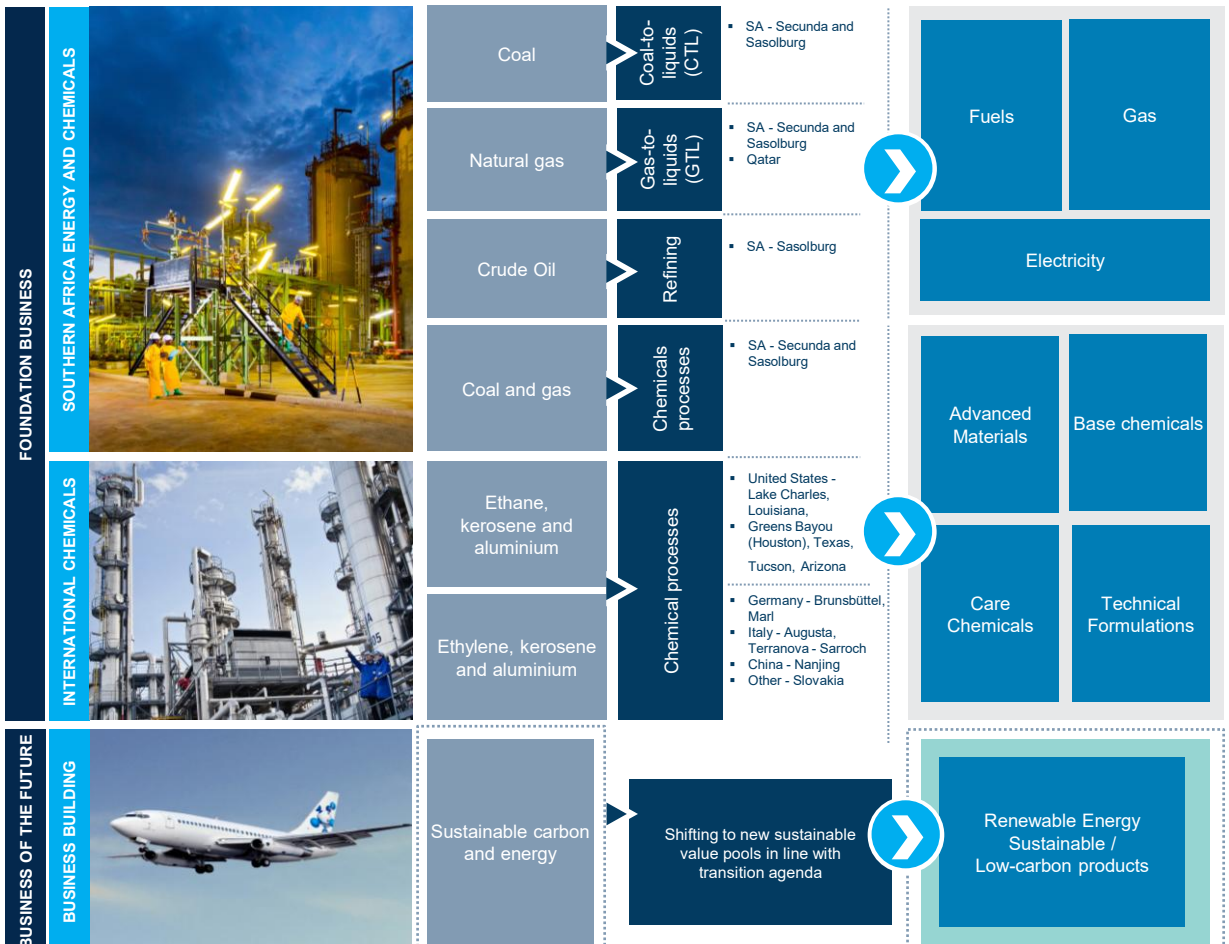 FOUNDATION BUSINESS
SOUTHERN AFRICA ENERGY AND CHEMICALS
Coal
Coal-to-
liquids
(CTL)
▪ SA - Secunda and
Sasolburg
Natural gas
Gas-to-
liquids
(GTL)
▪ SA - Secunda and
Sasolburg
▪ Qatar
Crude Oil
Refining
▪ SA - Sasolburg
Fuels
Gas
Electricity
Coal and gas
Chemicals
processes
▪ SA - Secunda and
Sasolburg
INTERNATIONAL CHEMICALS
Ethane,
kerosene and
aluminium
Ethylene, kerosene
and aluminium
Chemical processes
▪ United States -
Lake Charles,
Louisiana,
▪ Greens Bayou
(Houston), Texas,
Tucson, Arizona
▪ Germany - Brunsbüttel,
Marl
▪ Italy - Augusta,
Terranova - Sarroch
▪ China - Nanjing
▪ Other - Slovakia
Advanced
Materials
Base chemicals
Care
Chemicals
Technical
Formulations
BUSINESS OF THE FUTURE
BUSINESS BUILDING
Sustainable carbon
and energy
Shifting to new sustainable
value pools in line with
transition agenda
Renewable Energy
Sustainable /
Low-carbon products